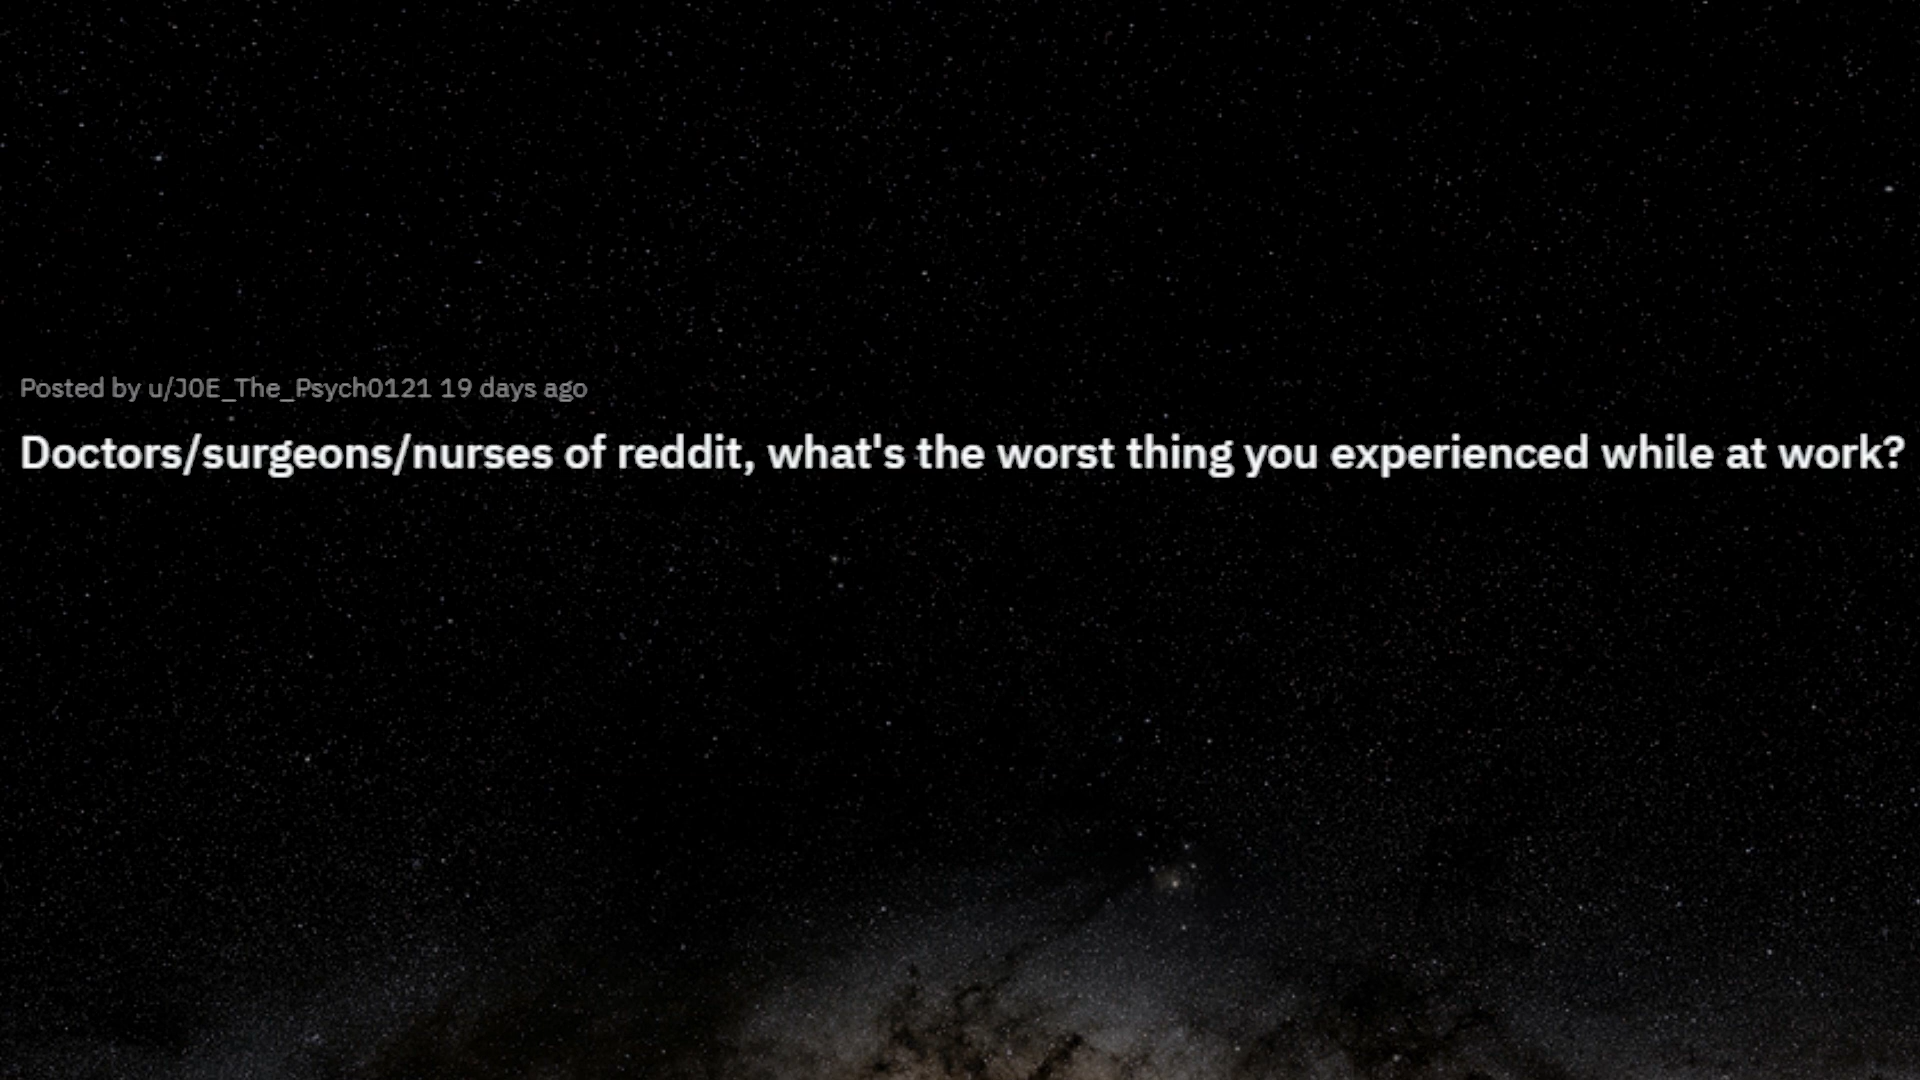 Posted by u/J0E_The_Psych0121 19 days ago
Doctors/surgeons/nurses of reddit, what's the worst thing you experienced while at work?